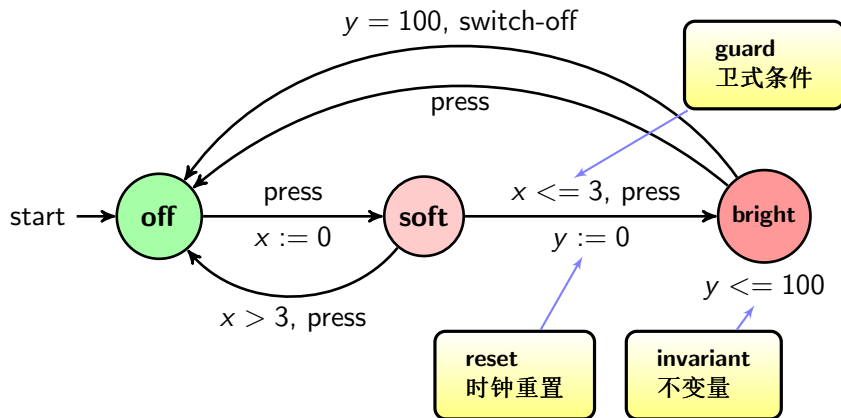 y = 100, switch-off
guard
卫式条件
press
start
off
press
x := 0
soft
x <= 3, press
y := 0
bright
y <= 100
x > 3, press
reset
时钟重置
invariant
不变量